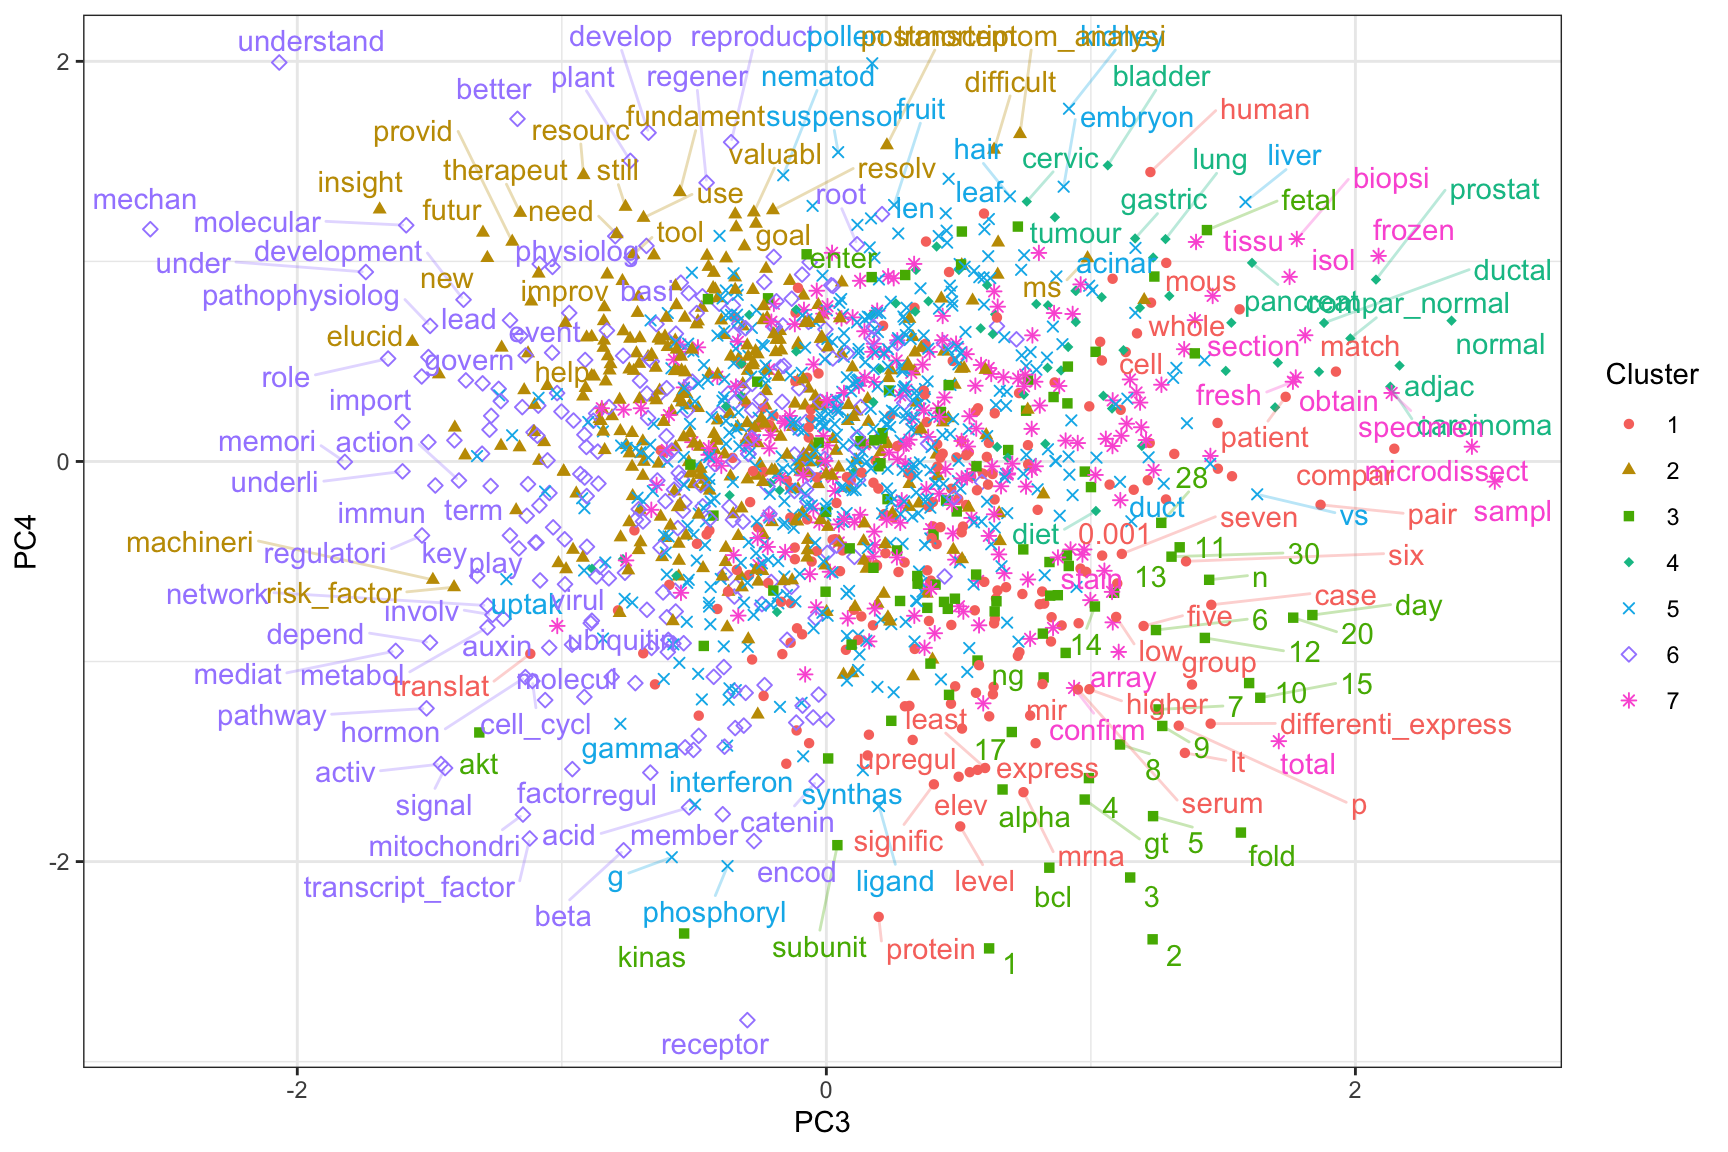 understand
develop
reproduct
pollen
postmortem
transcriptom_analysi
kidney
better
plant
regener
nematod
difficult
bladder
provid
resourc
fundament
suspensor
fruit
embryon
human
therapeut
still
valuabl
resolv
hair
cervic
lung
liver
insight
futur
need
use
root
len
leaf
gastric
fetal
biopsi
prostat
mechan
molecular
development
physiolog
tool
goal
enter
tumour
tissu
frozen
under
new
improv
basi
ms
acinar
mous
isol
ductal
pathophysiolog
lead
event
pancreat
compar_normal
elucid
govern
help
whole
cell
section
match
normal
role
import
fresh
obtain
adjac
memori
action
patient
specimen
carcinoma
underli
immun
term
28
compar
microdissect
duct
vs
pair
sampl
machineri
regulatori
key
play
diet
0.001
seven
11
30
six
network
risk_factor
involv
uptak
virul
stain
13
n
case
day
depend
auxin
ubiquitin
14
five
6
20
mediat
metabol
translat
molecul
ng
low
group
12
array
higher
10
15
pathway
hormon
cell_cycl
least
mir
confirm
7
differenti_express
activ
akt
gamma
upregul
17
express
9
8
lt
total
signal
factor
regul
interferon
synthas
elev
alpha
4
serum
p
mitochondri
acid
member
catenin
signific
mrna
gt
5
fold
transcript_factor
g
encod
ligand
level
bcl
3
beta
phosphoryl
kinas
subunit
protein
1
2
receptor
2
0
-2
PC4
-2
0
2
PC3
Cluster
1
2
3
4
5
6
7